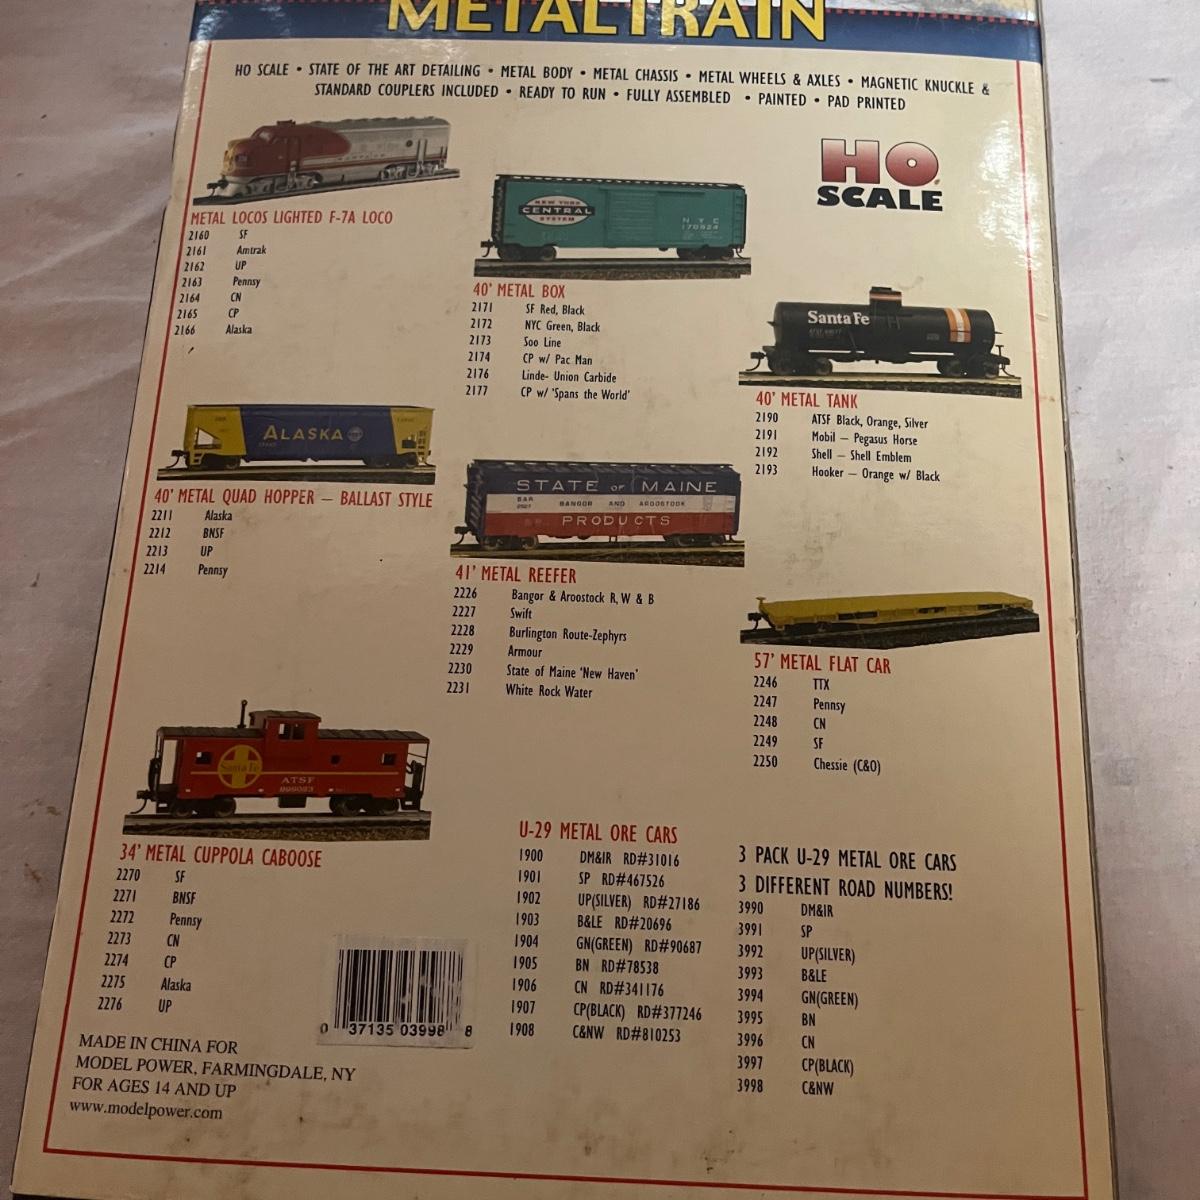 METALTRAIN
HO SCALE • STATE OF THE ART DETAILING • METAL BODY • METAL CHASSIS • METAL WHEELS & AXLES • MAGNETIC KNUCKLE &
STANDARD COUPLERS INCLUDED • READY TO RUN • FULLY ASSEMBLED • PAINTED • PAD PRINTED
HO
SCALE
METAL LOCOS LIGHTED F-7A LOCO
2160 SF
2161 Amtrak
2162 UP
2163 Pennsy
2164 CN
2165 CP
2166 Alaska
NEW YORK
CENTRAL
SYSTEM
NYC
170924
40' METAL BOX
2171 SF Red, Black
2172 NYC Green, Black
2173 Soo Line
2174 CP w/ Pac Man
2176 Linde- Union Carbide
2177 CP w/ 'Spans the World'
Santa Fe
40' METAL TANK
2190 ATSF Black, Orange, Silver
2191 Mobil – Pegasus Horse
2192 Shell – Shell Emblem
2193 Hooker – Orange w/ Black
ALASKA
40' METAL QUAD HOPPER – BALLAST STYLE
2211 Alaska
2212 BNSF
2213 UP
2214 Pennsy
STATE OF MAINE
BAR
BANGOR AND AROOSTOOK
PRODUCTS
41' METAL REEFER
2226 Bangor & Aroostock R, W & B
2227 Swift
2228 Burlington Route-Zephyrs
2229 Armour
2230 State of Maine 'New Haven'
2231 White Rock Water
57' METAL FLAT CAR
2246 TTX
2247 Pennsy
2248 CN
2249 SF
2250 Chessie (C&O)
Santa Fe
ATSF
999053
34' METAL CUPPOLA CABOOSE
2270 SF
2271 BNSF
2272 Pennsy
2273 CN
2274 CP
2275 Alaska
2276 UP
U-29 METAL ORE CARS
1900 DM&IR RD#31016
1901 SP RD#467526
1902 UP(SILVER) RD#27186
1903 B&LE RD#20696
1904 GN(GREEN) RD#90687
1905 BN RD#78538
1906 CN RD#341176
1907 CP(BLACK) RD#377246
1908 C&NW RD#810253
3 PACK U-29 METAL ORE CARS
3 DIFFERENT ROAD NUMBERS!
3990 DM&IR
3991 SP
3992 UP(SILVER)
3993 B&LE
3994 GN(GREEN)
3995 BN
3996 CN
3997 CP(BLACK)
3998 C&NW
0 37135 03998 8
MADE IN CHINA FOR
MODEL POWER, FARMINGDALE, NY
FOR AGES 14 AND UP
www.modelpower.com